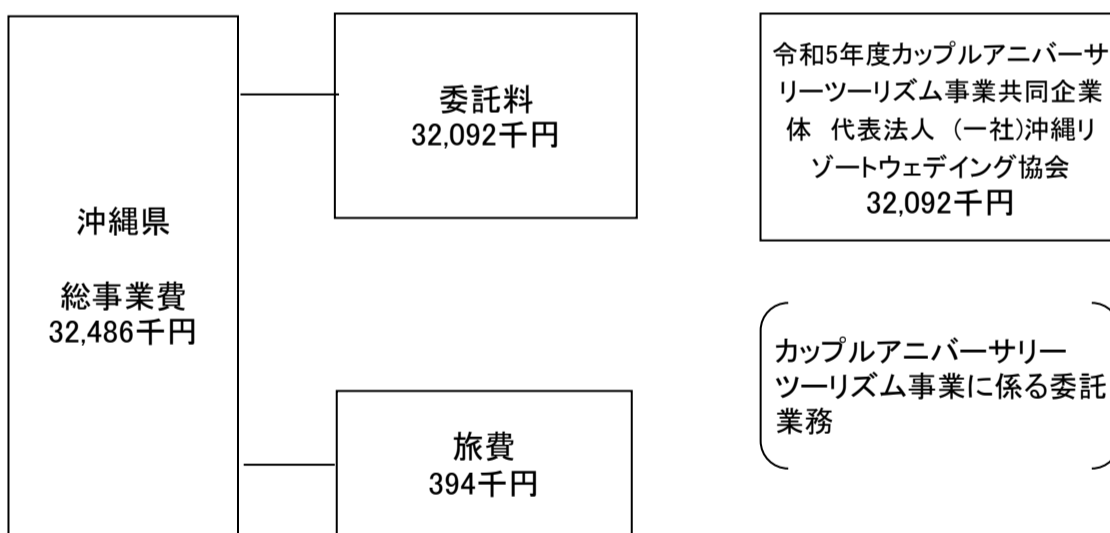 沖縄県
総事業費
32,486千円
委託料
32,092千円
旅費
394千円
令和5年度カップルアニバーサ
リーツーリズム事業共同企業
体 代表法人 (一社)沖縄リ
ゾートウェデイング協会
32,092千円
カップルアニバーサリー
ツーリズム事業に係る委託
業務